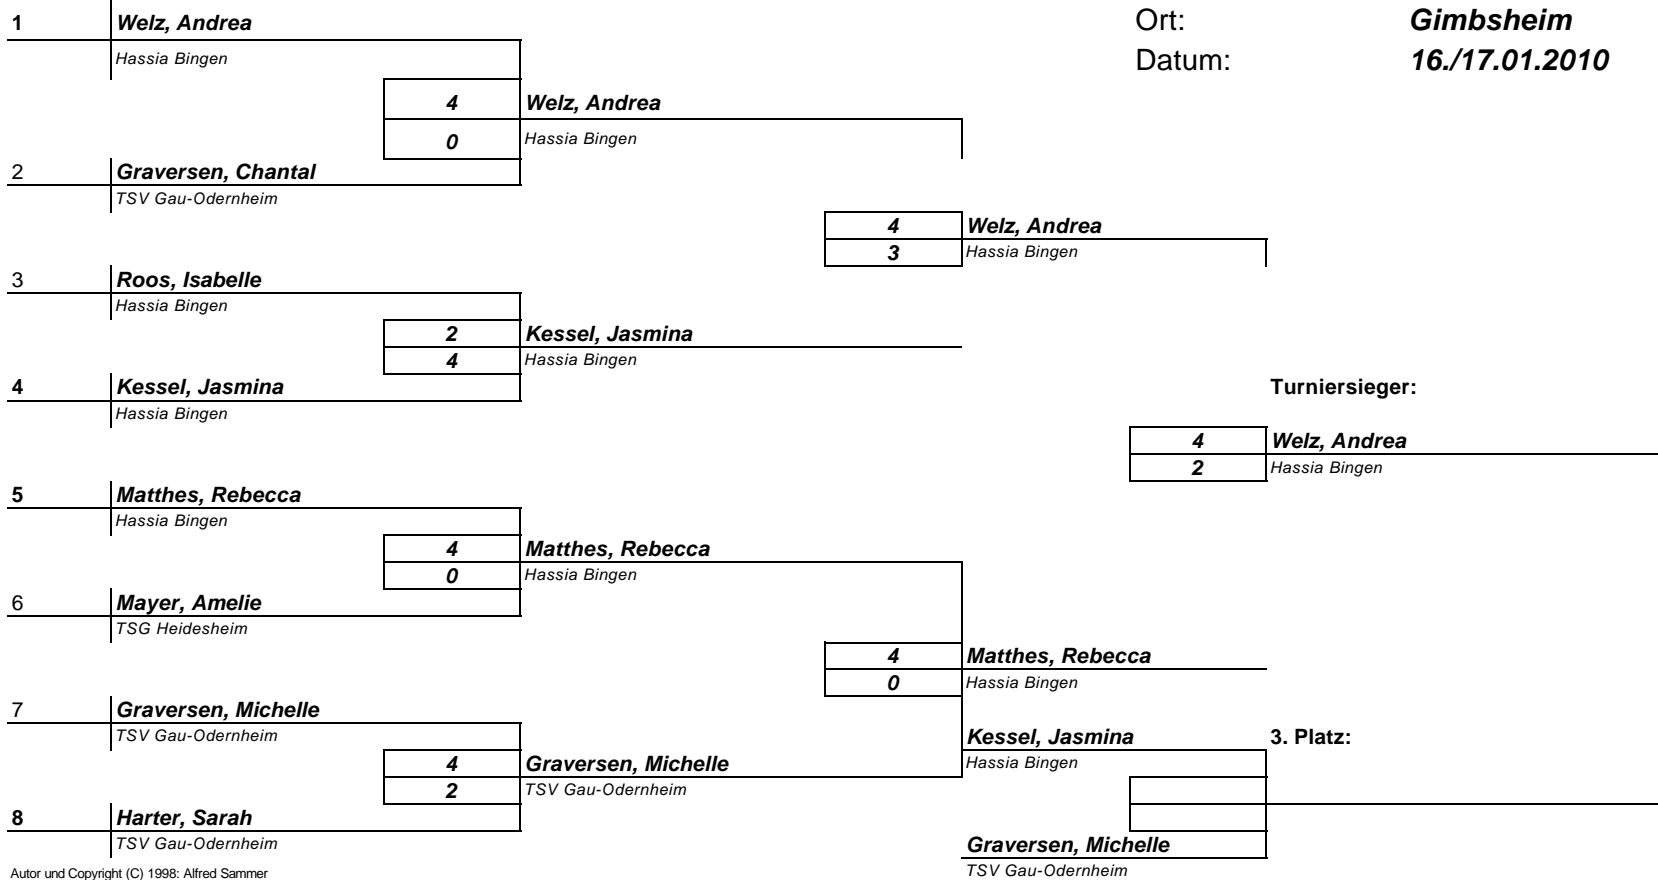 1 Welz, Andrea Ort: Gimbsheim
Hassia Bingen Datum: 16./17.01.2010
4 Welz, Andrea
0 Hassia Bingen
2 Graversen, Chantal
TSV Gau-Odernheim
4 Welz, Andrea
3 Hassia Bingen
3 Roos, Isabelle
Hassia Bingen
2 Kessel, Jasmina
4 Hassia Bingen
4 Kessel, Jasmina Turniersieger:
Hassia Bingen
4 Welz, Andrea
2 Hassia Bingen
5 Matthes, Rebecca
Hassia Bingen
4 Matthes, Rebecca
0 Hassia Bingen
6 Mayer, Amelie
TSG Heidesheim
4 Matthes, Rebecca
0 Hassia Bingen
7 Graversen, Michelle
TSV Gau-Odernheim Kessel, Jasmina 3. Platz:
4 Graversen, Michelle Hassia Bingen
2 TSV Gau-Odernheim
8 Harter, Sarah
TSV Gau-Odernheim Graversen, Michelle
Autor und Copyright (C) 1998: Alfred Sammer TSV Gau-Odernheim